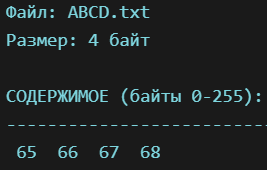 Файл: ABCD.txt
Размер: 4 байт
СОДЕРЖИМОЕ (байты 0-255):
--------------------------
65 66 67 68